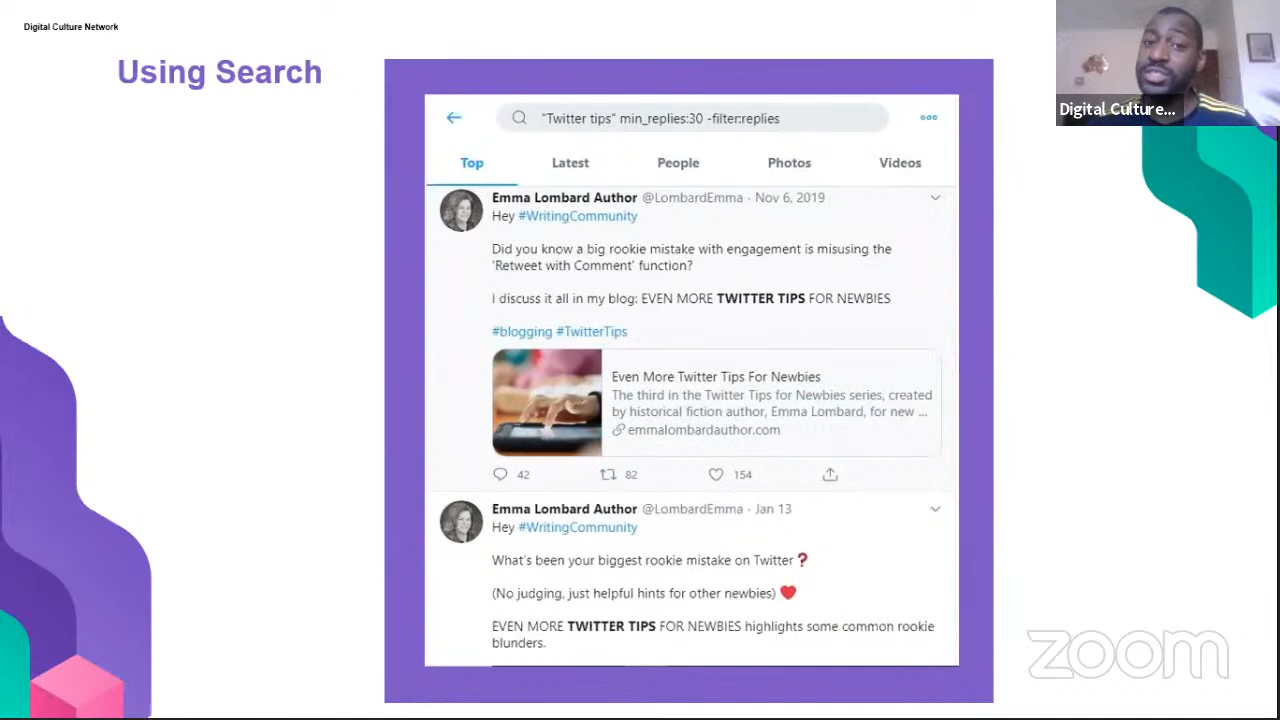 Digital Culture Network
Using Search
Digital Culture...
"Twitter tips" min_replies:30 -filter:replies
Top Latest People Photos Videos
Emma Lombard Author @LombardEmma · Nov 6, 2019
Hey #WritingCommunity
Did you know a big rookie mistake with engagement is misusing the
'Retweet with Comment' function?
I discuss it all in my blog: EVEN MORE TWITTER TIPS FOR NEWBIES
#blogging #TwitterTips
Even More Twitter Tips For Newbies
The third in the Twitter Tips for Newbies series, created
by historical fiction author, Emma Lombard, for new ...
emmalombardauthor.com
42 82 154
Emma Lombard Author @LombardEmma · Jan 13
Hey #WritingCommunity
What's been your biggest rookie mistake on Twitter❓
(No judging, just helpful hints for other newbies) ❤️
EVEN MORE TWITTER TIPS FOR NEWBIES highlights some common rookie
blunders.
zoom